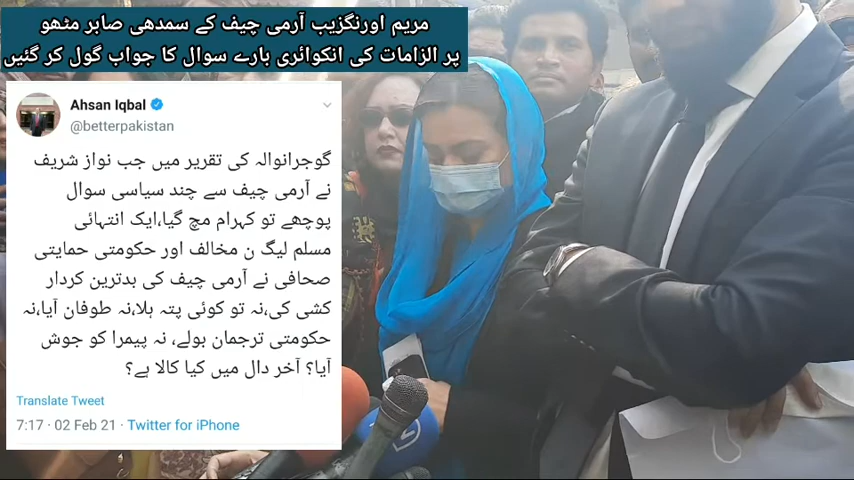 مریم اورنگزیب آرمی چیف کے سمدھی صابر مٹھو
پر الزامات کی انکوائری بارے سوال کا جواب گول کر گئیں
Ahsan Iqbal
@betterpakistan
گوجرانوالہ کی تقریر میں جب نواز شریف
نے آرمی چیف سے چند سیاسی سوال
پوچھے تو کہرام مچ گیا،ایک انتہائی
مسلم لیگ ن مخالف اور حکومتی حمایتی
صحافی نے آرمی چیف کی بدترین کردار
کشی کی،نہ تو کوئی پتہ ہلا،نہ طوفان آیا،نہ
حکومتی ترجمان بولے، نہ پیمرا کو جوش
آیا؟ آخر دال میں کیا کالا ہے؟
Translate Tweet
7:17 · 02 Feb 21 · Twitter for iPhone
2